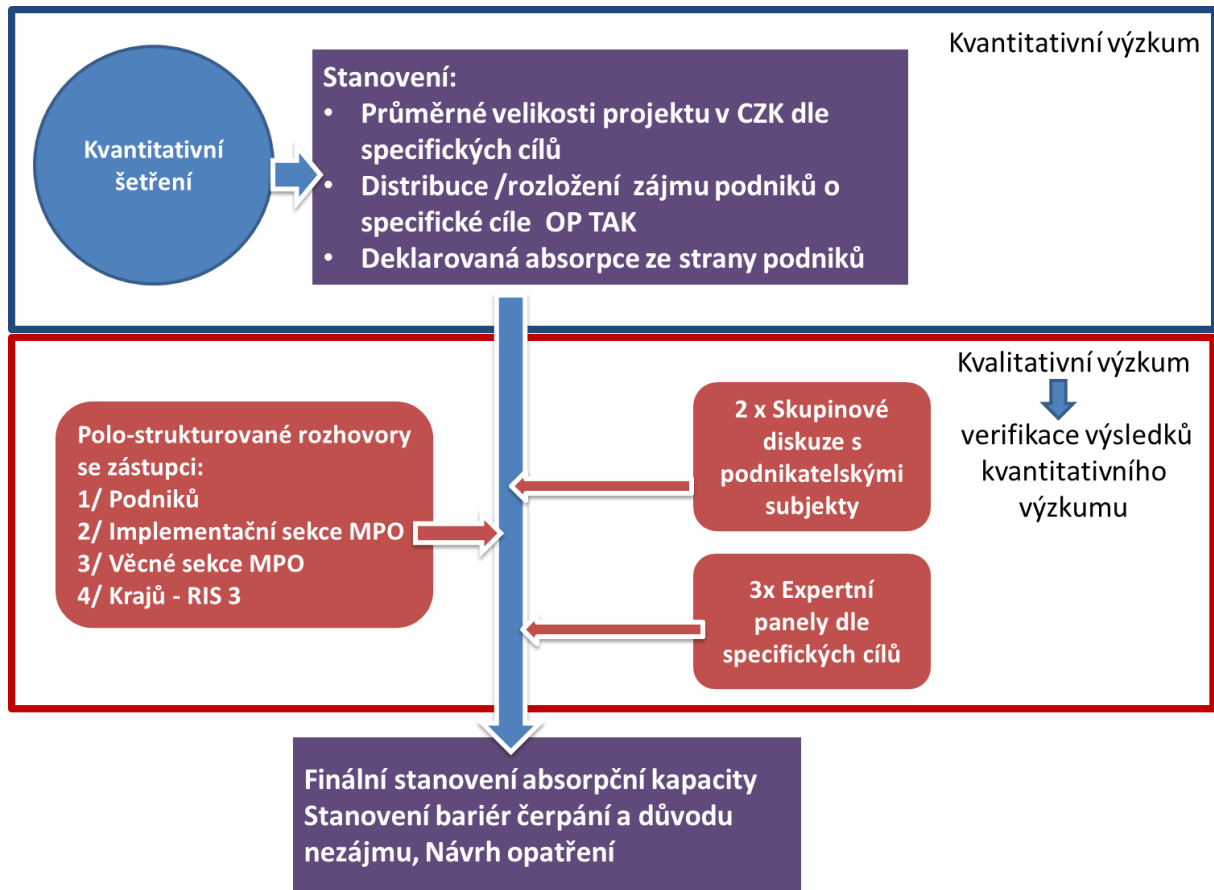 Kvantitativní výzkum
Kvantitativní
šetření
Stanovení:
• Průměrné velikosti projektu v CZK dle
specifických cílů
• Distribuce /rozložení zájmu podniků o
specifické cíle OP TAK
• Deklarovaná absorpce ze strany podniků
Kvalitativní výzkum
verifikace výsledků
kvantitativního
výzkumu
Polo-strukturované rozhovory
se zástupci:
1/ Podniků
2/ Implementační sekce MPO
3/ Věcné sekce MPO
4/ Krajů - RIS 3
2 x Skupinové
diskuze s
podnikatelskými
subjekty
3x Expertní
panely dle
specifických cílů
Finální stanovení absorpční kapacity
Stanovení bariér čerpání a důvodu
nezájmu, Návrh opatření